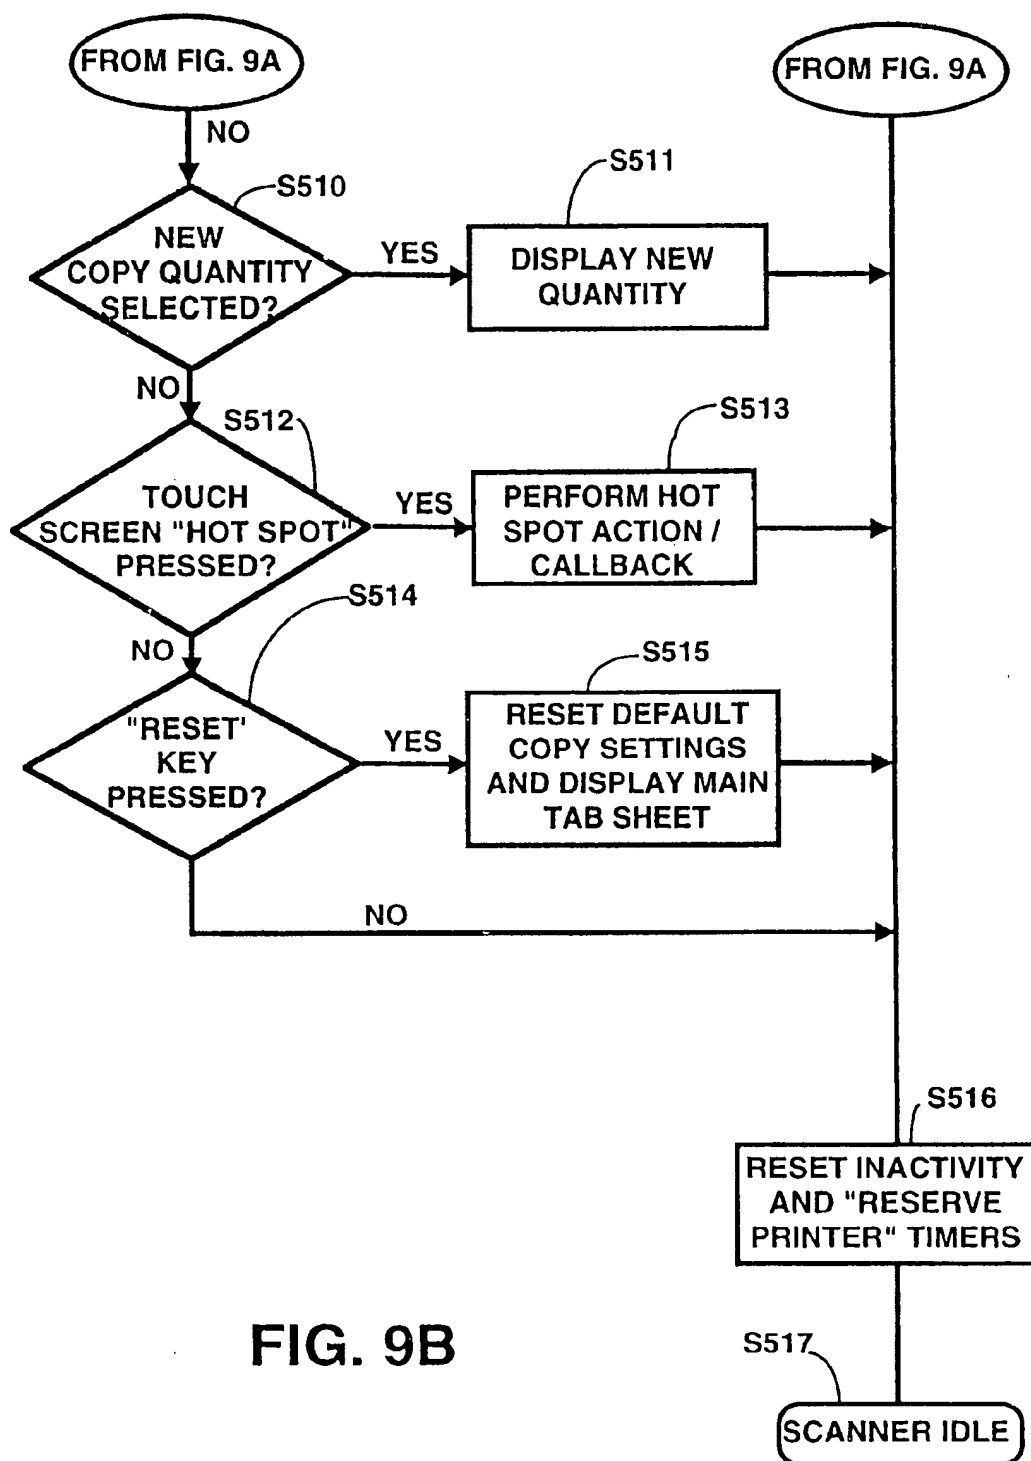 FROM FIG. 9A
FROM FIG. 9A
NO
S510
S511
NEW
COPY QUANTITY
SELECTED?
YES
DISPLAY NEW
QUANTITY
NO
S512
S513
TOUCH
SCREEN "HOT SPOT"
PRESSED?
YES
PERFORM HOT
SPOT ACTION /
CALLBACK
S514
NO
S515
"RESET'
KEY
PRESSED?
YES
RESET DEFAULT
COPY SETTINGS
AND DISPLAY MAIN
TAB SHEET
NO
S516
RESET INACTIVITY
AND "RESERVE
PRINTER" TIMERS
FIG. 9B
S517
SCANNER IDLE